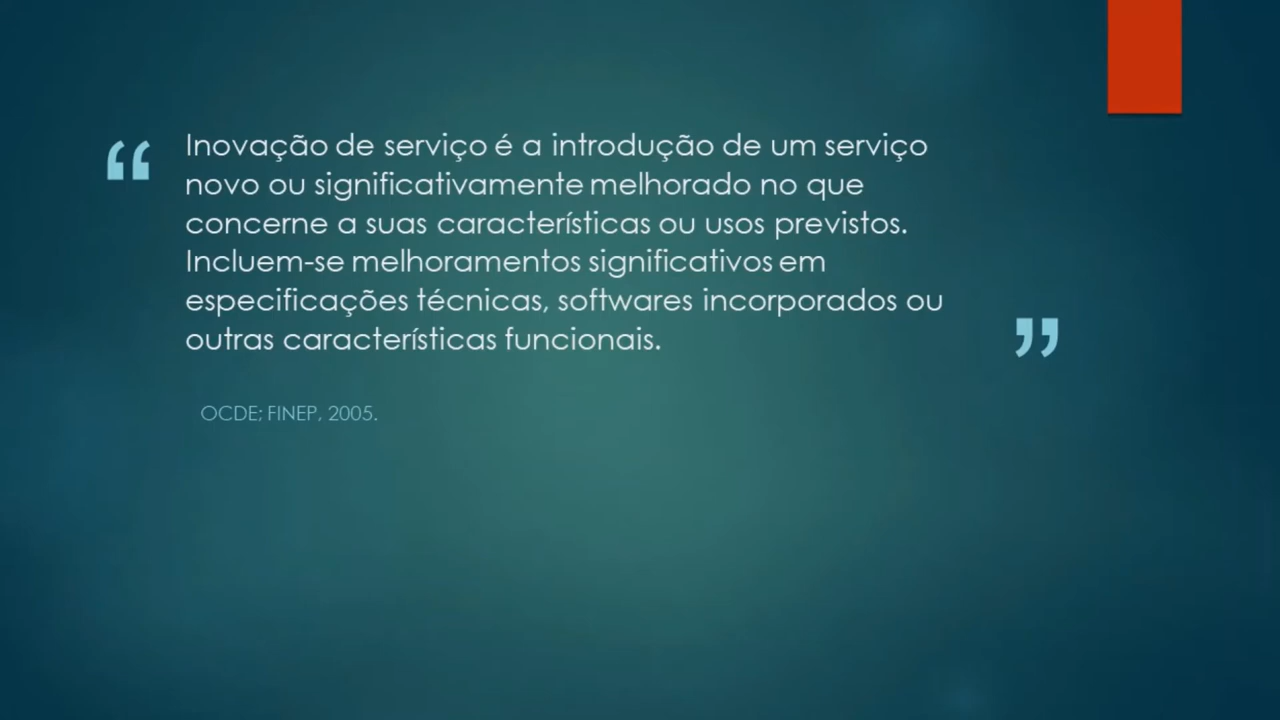 “ Inovação de serviço é a introdução de um serviço
novo ou significativamente melhorado no que
concerne a suas características ou usos previstos.
Incluem-se melhoramentos significativos em
especificações técnicas, softwares incorporados ou
outras características funcionais. ”
OCDE; FINEP, 2005.